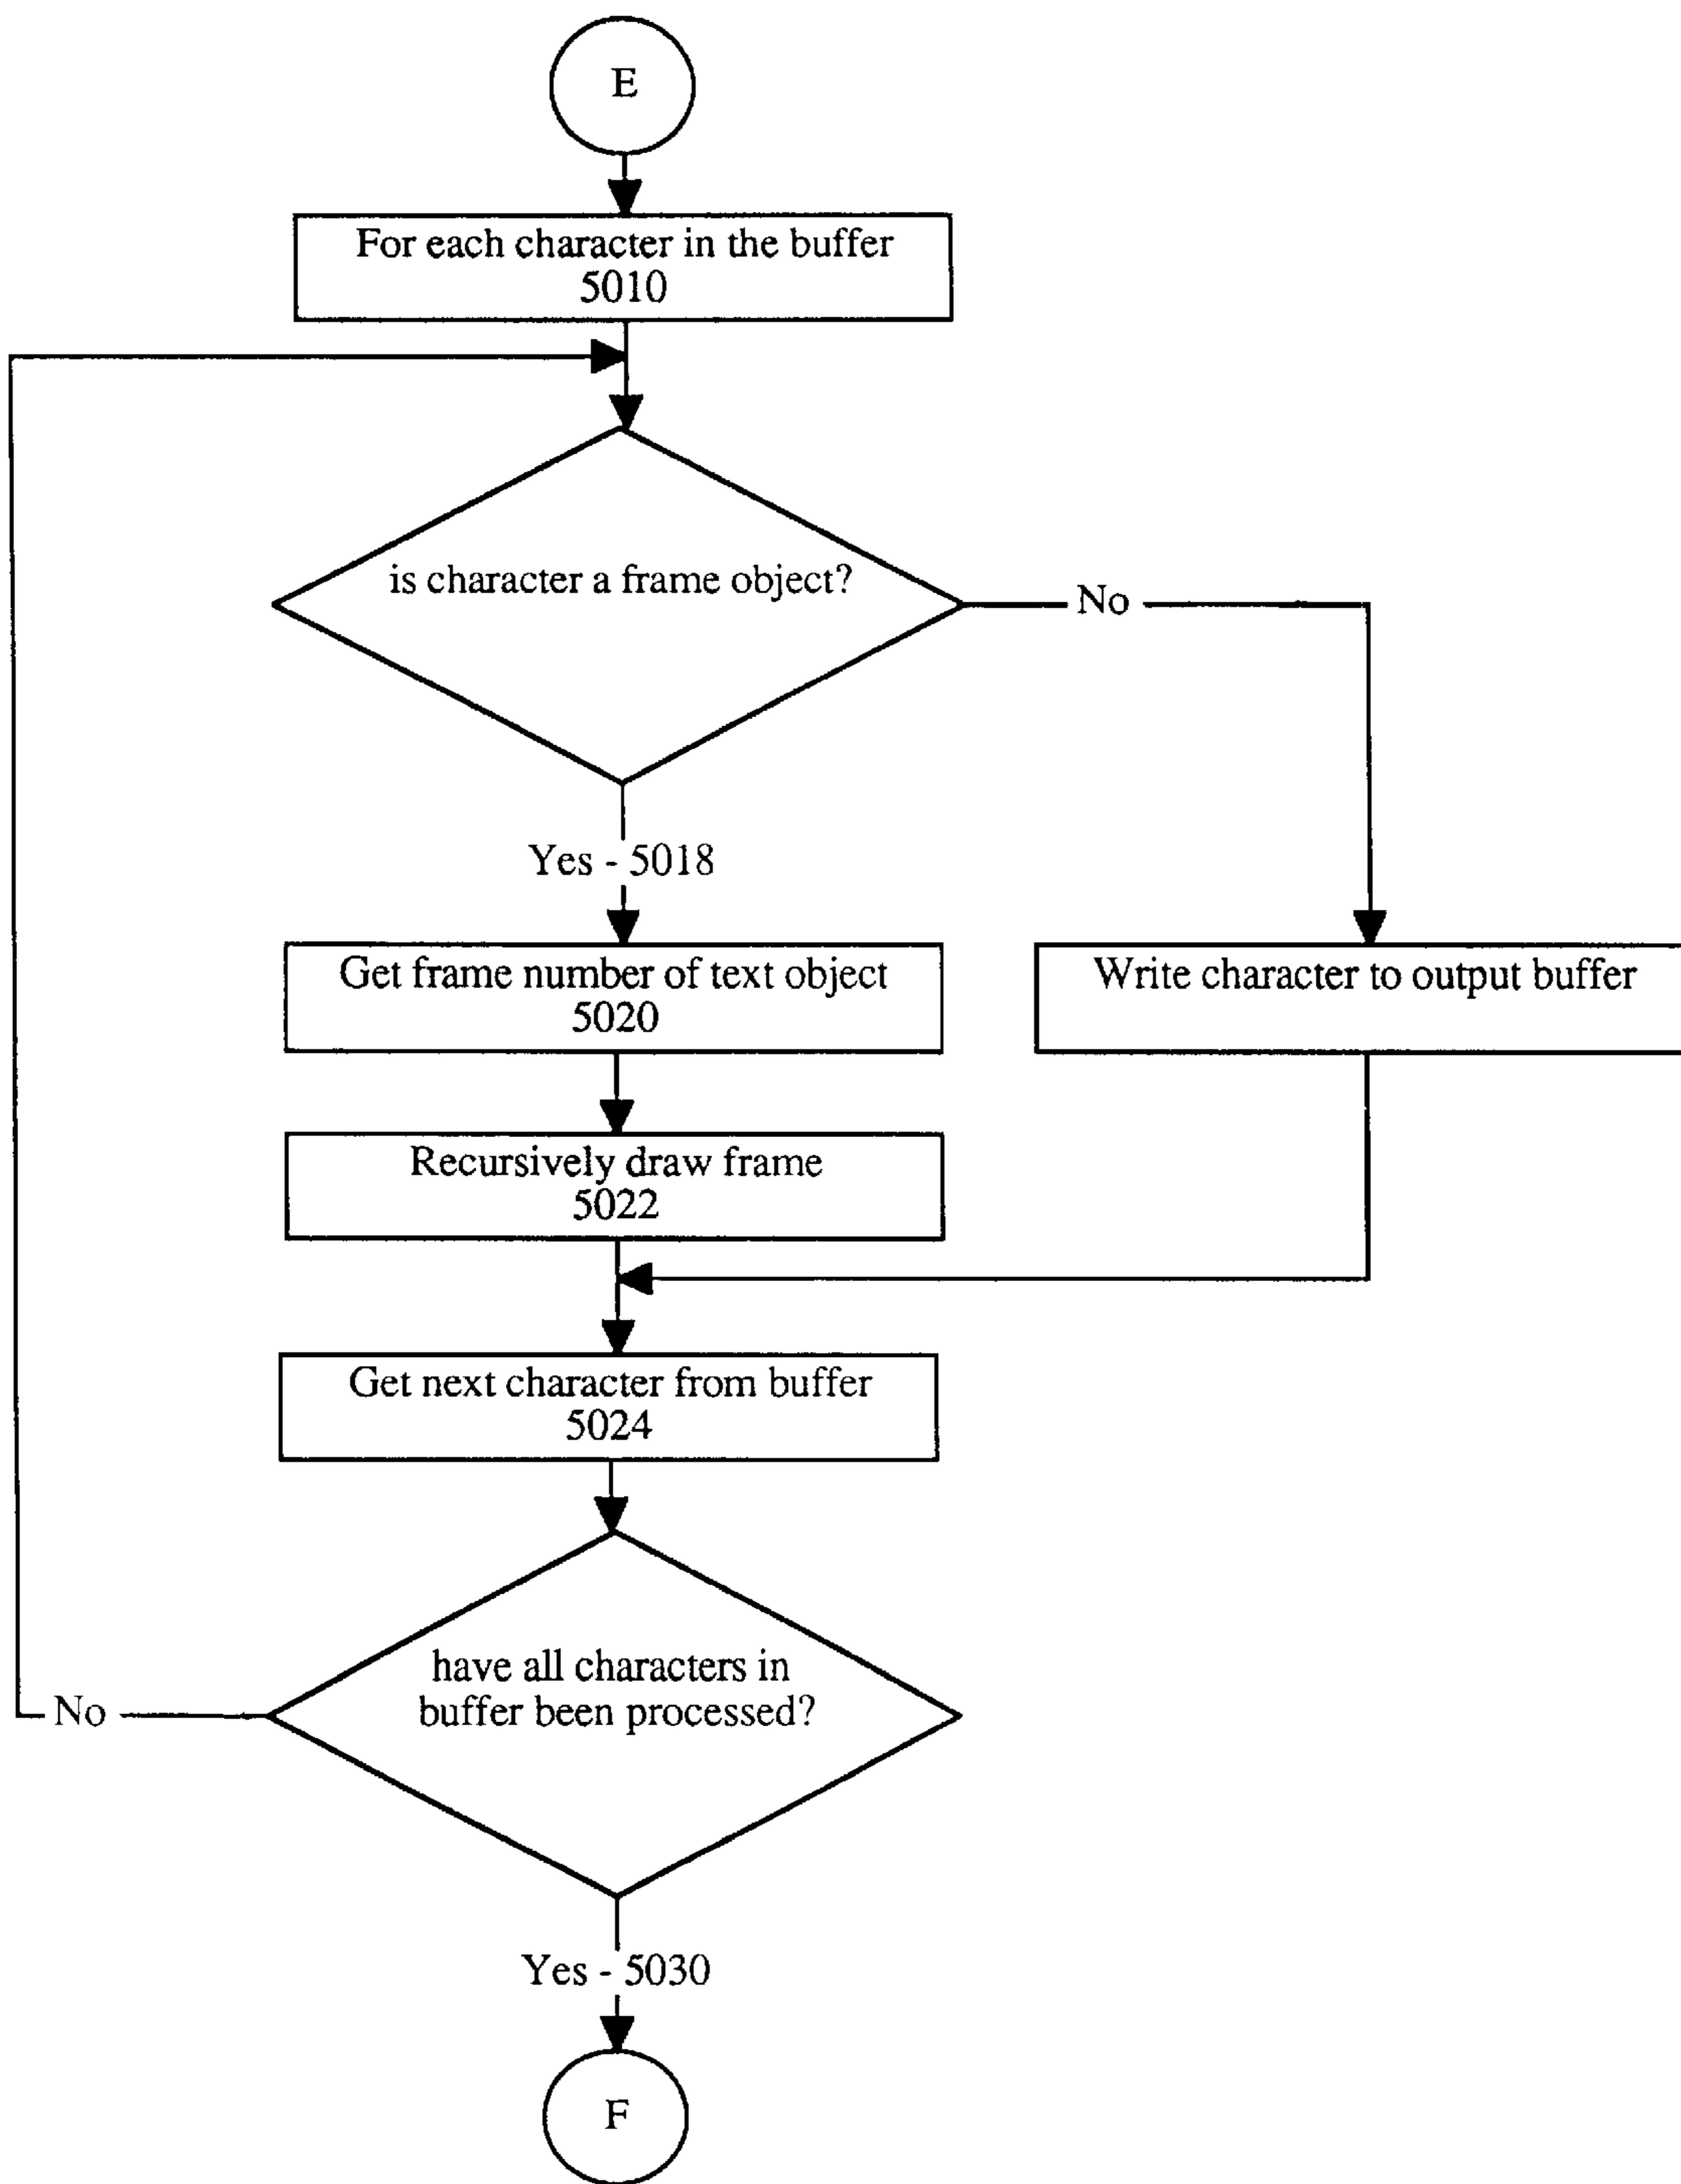 E
For each character in the buffer
5010
is character a frame object?
No
Yes - 5018
Get frame number of text object
5020
Write character to output buffer
Recursively draw frame
5022
Get next character from buffer
5024
have all characters in
buffer been processed?
No
Yes - 5030
F